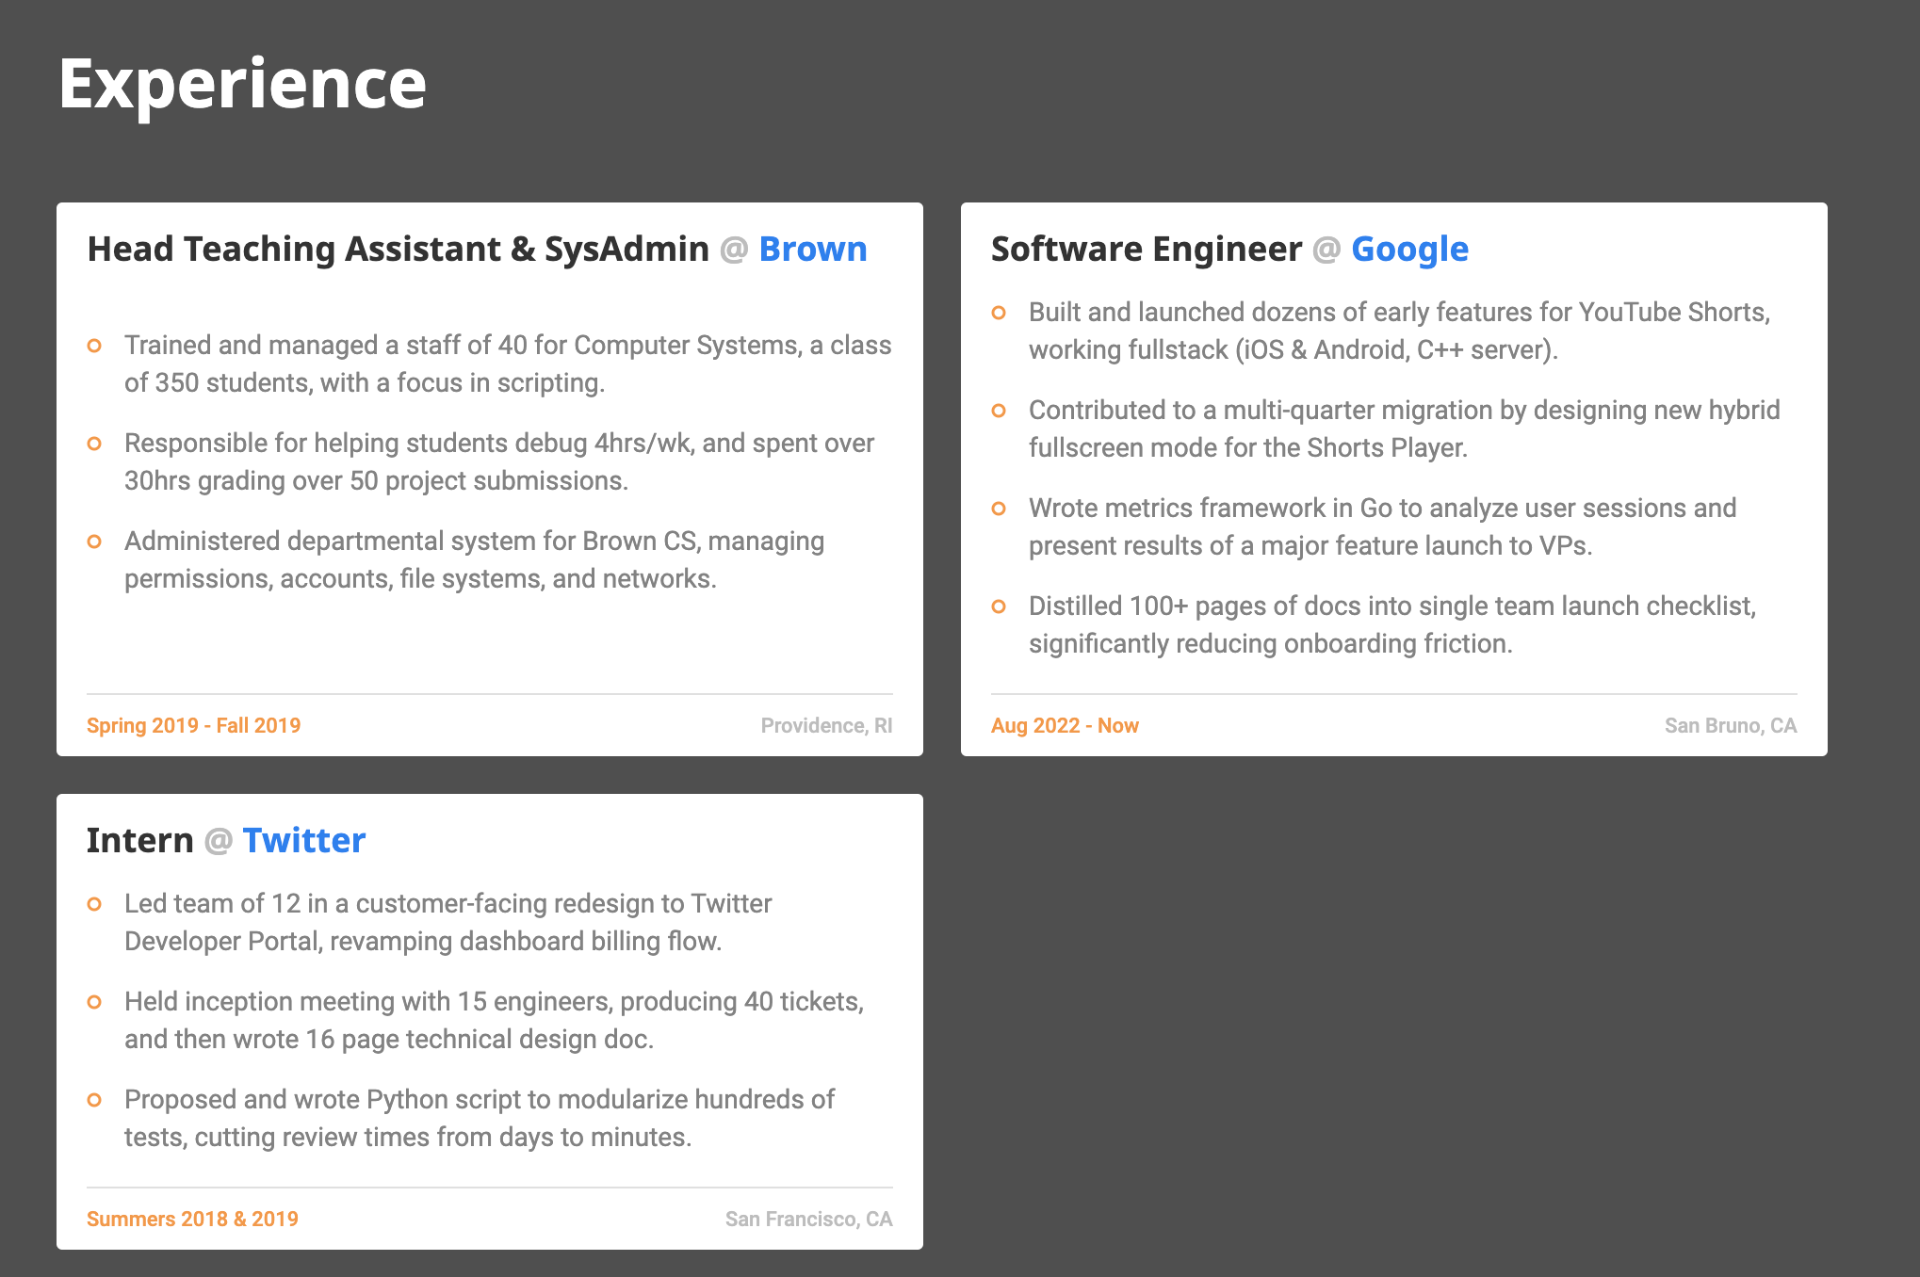 Experience
Head Teaching Assistant & SysAdmin @ Brown
Trained and managed a staff of 40 for Computer Systems, a class
of 350 students, with a focus in scripting.
Responsible for helping students debug 4hrs/wk, and spent over
30hrs grading over 50 project submissions.
Administered departmental system for Brown CS, managing
permissions, accounts, file systems, and networks.
Spring 2019 - Fall 2019
Providence, RI
Software Engineer @ Google
Built and launched dozens of early features for YouTube Shorts,
working fullstack (iOS & Android, C++ server).
Contributed to a multi-quarter migration by designing new hybrid
fullscreen mode for the Shorts Player.
Wrote metrics framework in Go to analyze user sessions and
present results of a major feature launch to VPs.
Distilled 100+ pages of docs into single team launch checklist,
significantly reducing onboarding friction.
Aug 2022 - Now
San Bruno, CA
Intern @ Twitter
Led team of 12 in a customer-facing redesign to Twitter
Developer Portal, revamping dashboard billing flow.
Held inception meeting with 15 engineers, producing 40 tickets,
and then wrote 16 page technical design doc.
Proposed and wrote Python script to modularize hundreds of
tests, cutting review times from days to minutes.
Summers 2018 & 2019
San Francisco, CA